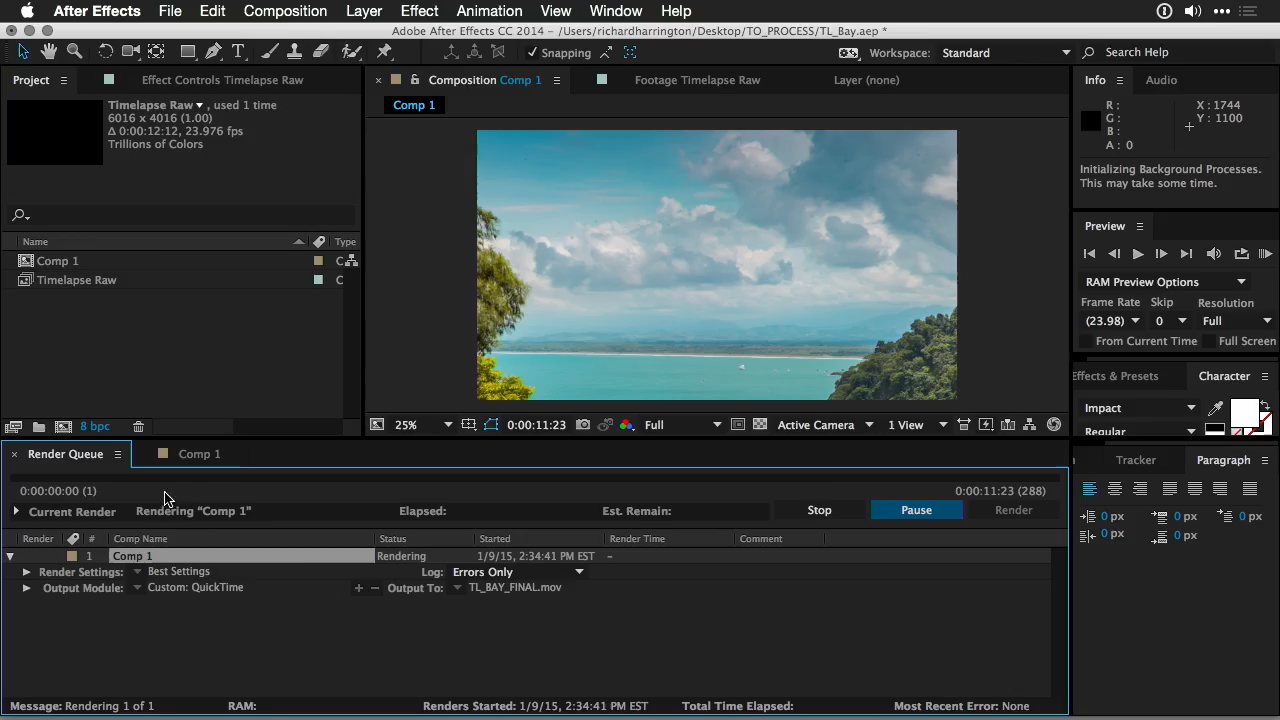 After Effects File Edit Composition Layer Effect Animation View Window Help
Adobe After Effects CC 2014 - /Users/richardharrington/Desktop/TO_PROCESS/TL_Bay.aep *
T Snapping Workspace: Standard Search Help
Project Effect Controls Timelapse Raw
× Composition Comp 1 Footage Timelapse Raw Layer (none)
Info Audio
Comp 1
Timelapse Raw , used 1 time
6016 x 4016 (1.00)
Δ 0:00:12:12, 23.976 fps
Trillions of Colors
R : X : 1744
G : Y : 1100
B :
A : 0
Initializing Background Processes.
This may take some time.
Preview
Name Type
Comp 1 C
Timelapse Raw C
RAM Preview Options
Frame Rate Skip Resolution
(23.98) 0 Full
From Current Time Full Screen
Effects & Presets Character
Impact
Regular
8 bpc
25% 0:00:11:23 Full Active Camera 1 View
× Render Queue Comp 1
Tracker Paragraph
0:00:00:00 (1) 0:00:11:23 (288)
Current Render Rendering "Comp 1" Elapsed: Est. Remain: Stop Pause Render
Render # Comp Name Status Started Render Time Comment
1 Comp 1 Rendering 1/9/15, 2:34:41 PM EST –
Render Settings: Best Settings Log: Errors Only
Output Module: Custom: QuickTime + − Output To: TL_BAY_FINAL.mov
0 px 0 px 0 px
0 px 0 px
Message: Rendering 1 of 1 RAM: Renders Started: 1/9/15, 2:34:41 PM EST Total Time Elapsed: Most Recent Error: None